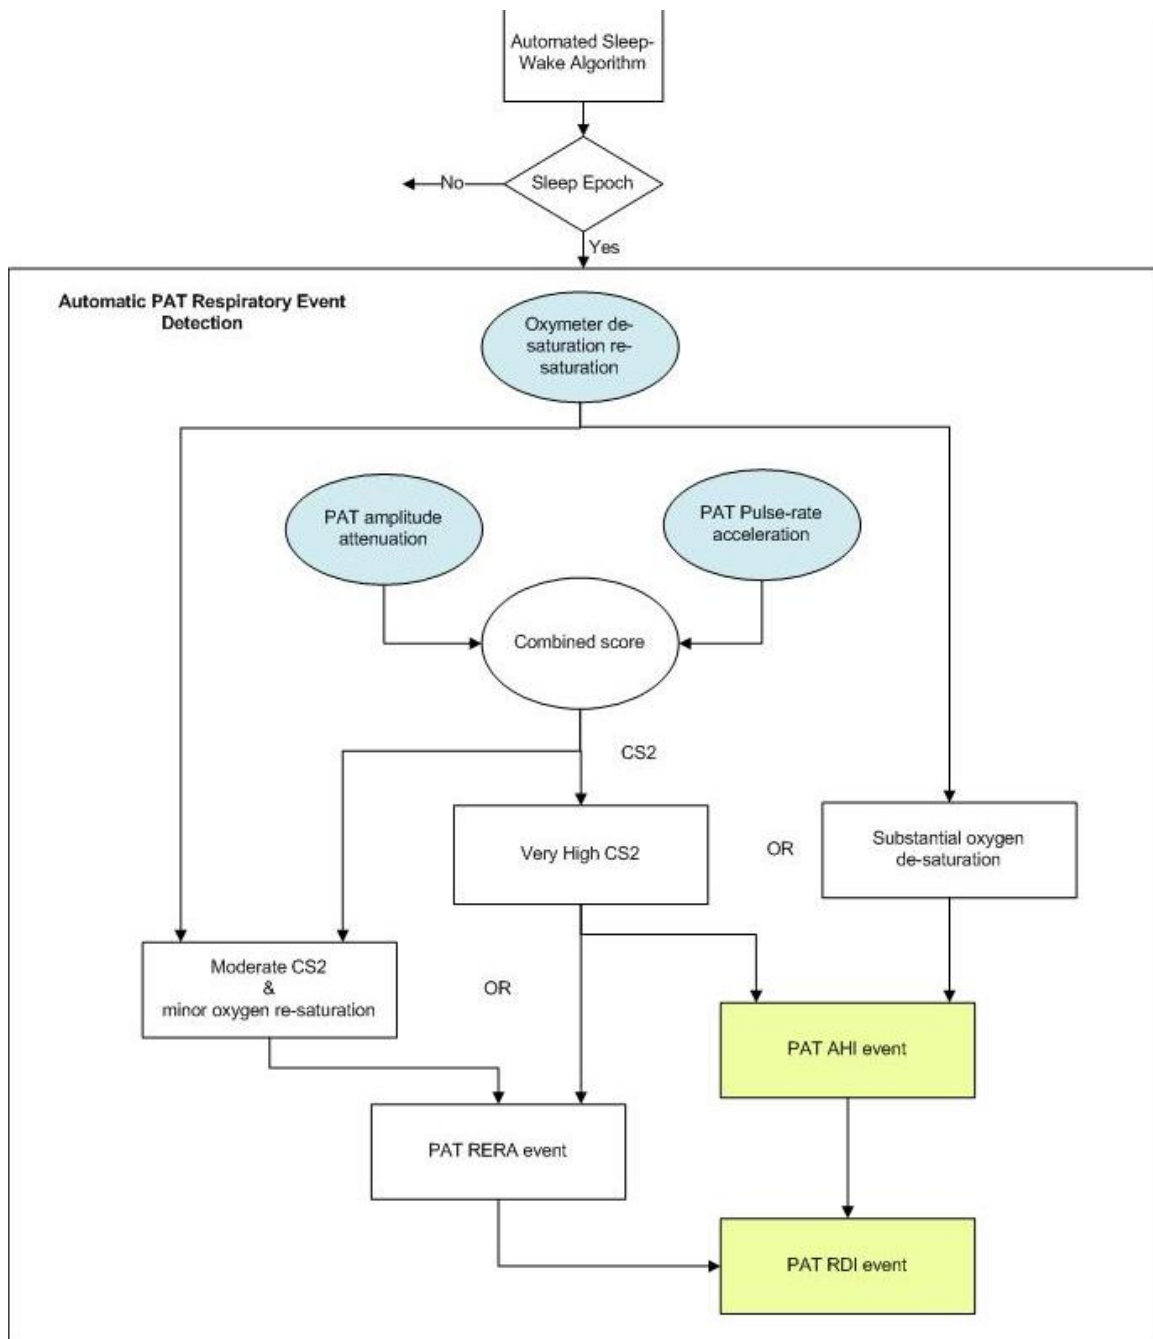 Automated Sleep-
Wake Algorithm
Sleep Epoch
No
Yes
Automatic PAT Respiratory Event
Detection
Oxymeter de-
saturation re-
saturation
PAT amplitude
attenuation
PAT Pulse-rate
acceleration
Combined score
CS2
Very High CS2
OR
Substantial oxygen
de-saturation
Moderate CS2
&
minor oxygen re-saturation
OR
PAT AHI event
PAT RERA event
PAT RDI event